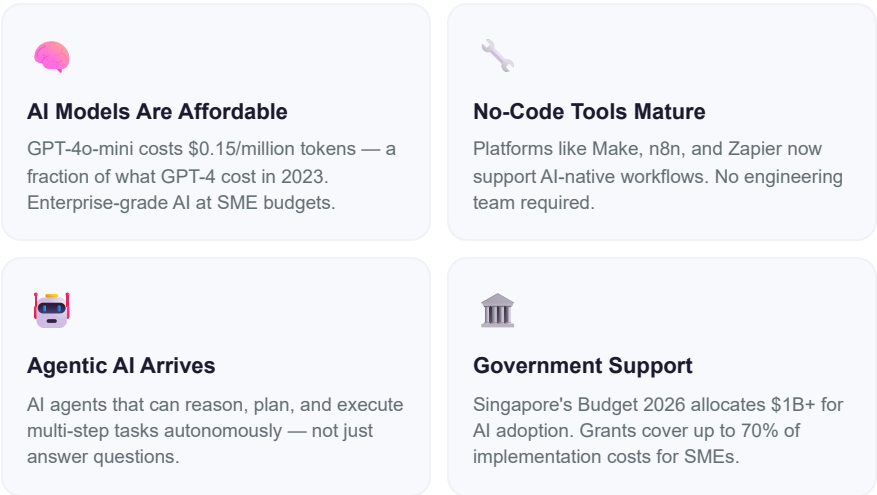 AI Models Are Affordable
GPT-4o-mini costs $0.15/million tokens — a
fraction of what GPT-4 cost in 2023.
Enterprise-grade AI at SME budgets.
No-Code Tools Mature
Platforms like Make, n8n, and Zapier now
support AI-native workflows. No engineering
team required.
Agentic AI Arrives
AI agents that can reason, plan, and execute
multi-step tasks autonomously — not just
answer questions.
Government Support
Singapore's Budget 2026 allocates $1B+ for
AI adoption. Grants cover up to 70% of
implementation costs for SMEs.